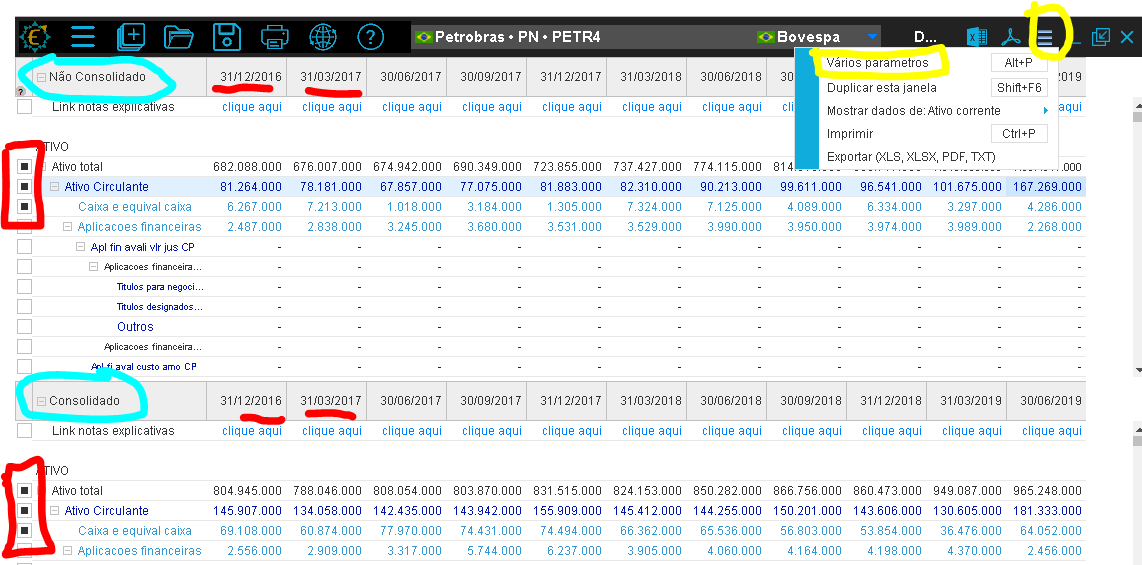 Petrobras • PN • PETR4 Bovespa D...
Vários parametros Alt+P
Duplicar esta janela Shift+F6
Mostrar dados de: Ativo corrente
Imprimir Ctrl+P
Exportar (XLS, XLSX, PDF, TXT)
Não Consolidado 31/12/2016 31/03/2017 30/06/2017 30/09/2017 31/12/2017 31/03/2018 30/06/2018
? Link notas explicativas clique aqui clique aqui clique aqui clique aqui clique aqui clique aqui clique aqui
Ativo total 682.088.000 676.007.000 674.942.000 690.349.000 723.855.000 737.427.000 774.115.000
Ativo Circulante 81.264.000 78.181.000 67.857.000 77.075.000 81.883.000 82.310.000 90.213.000 99.611.000 96.541.000 101.675.000 167.269.000
Caixa e equival caixa 6.267.000 7.213.000 1.018.000 3.184.000 1.305.000 7.324.000 7.125.000 4.089.000 6.334.000 3.297.000 4.286.000
Aplicacoes financeiras 2.487.000 2.838.000 3.245.000 3.680.000 3.531.000 3.529.000 3.990.000 3.950.000 3.974.000 3.989.000 2.268.000
Apl fin avali vlr jus CP - - - - - - - - - - -
Aplicacoes financeira... - - - - - - - - - - -
Titulos para negoci... - - - - - - - - - - -
Titulos designados... - - - - - - - - - - -
Outros - - - - - - - - - - -
Aplicacoes financeira... - - - - - - - - - - -
Apl fi aval custo amo CP - - - - - - - - - - -
Consolidado 31/12/2016 31/03/2017 30/06/2017 30/09/2017 31/12/2017 31/03/2018 30/06/2018 30/09/2018 31/12/2018 31/03/2019 30/06/2019
Link notas explicativas clique aqui clique aqui clique aqui clique aqui clique aqui clique aqui clique aqui clique aqui clique aqui clique aqui clique aqui
ATIVO
Ativo total 804.945.000 788.046.000 808.054.000 803.870.000 831.515.000 824.153.000 850.282.000 866.756.000 860.473.000 949.087.000 965.248.000
Ativo Circulante 145.907.000 134.058.000 142.435.000 143.942.000 155.909.000 145.412.000 144.255.000 150.201.000 143.606.000 130.605.000 181.333.000
Caixa e equival caixa 69.108.000 60.874.000 77.970.000 74.431.000 74.494.000 66.362.000 65.536.000 56.803.000 53.854.000 36.476.000 64.052.000
Aplicacoes financeiras 2.556.000 2.909.000 3.317.000 5.744.000 6.237.000 3.905.000 4.060.000 4.164.000 4.198.000 4.370.000 2.456.000